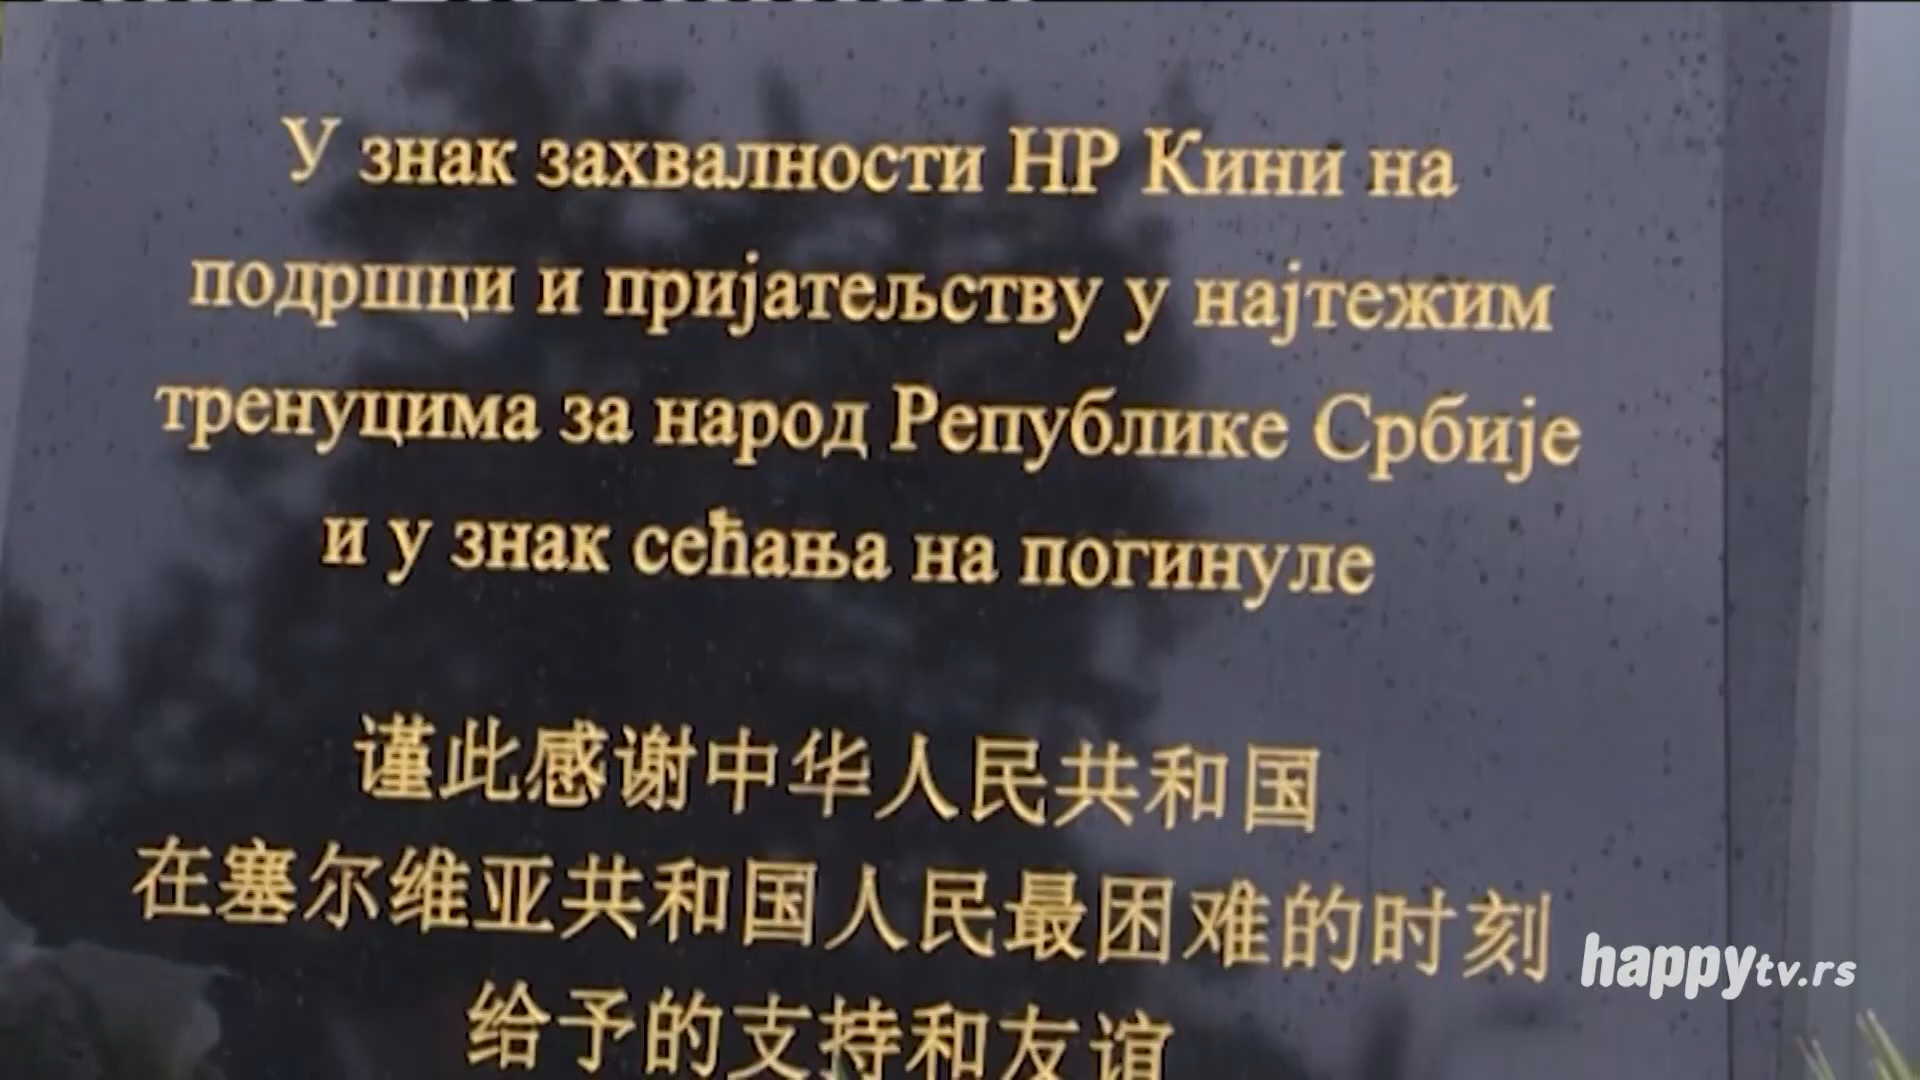 У знак захвалности НР Кини на
подршци и пријатељству у најтежим
тренуцима за народ Републике Србије
и у знак сећања на погинуле
谨此感谢中华人民共和国
在塞尔维亚共和国人民最困难的时刻
给予的支持和友谊
happytv.rs